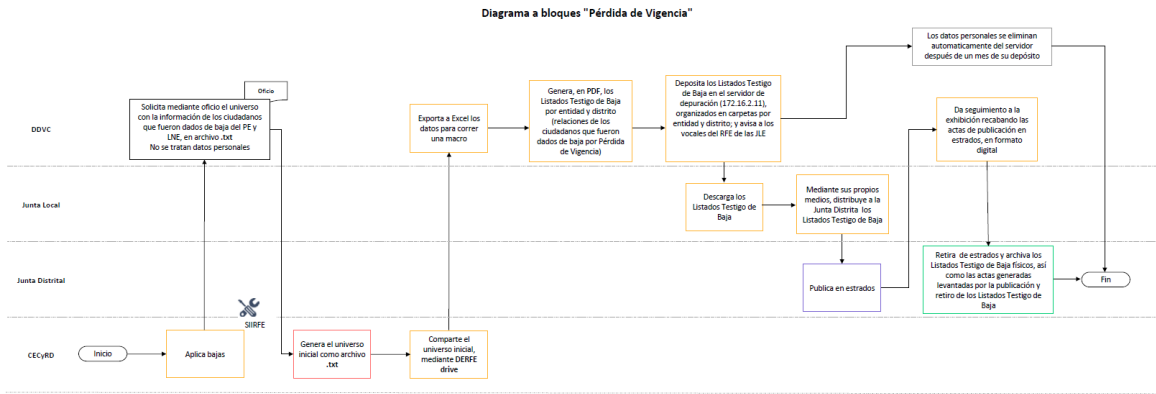 Diagrama a bloques "Pérdida de Vigencia"
Los datos personales se eliminan
automaticamente del servidor
después de un mes de su depósito
Oficio
Solicita mediante oficio el universo
con la información de los ciudadanos
que fueron dados de baja del PE y
LNE, en archivo .txt
No se tratan datos personales
DDVC
Exporta a Excel los
datos para correr
una macro
Genera, en PDF, los
Listados Testigo de Baja
por entidad y distrito
(relaciones de los
ciudadanos que fueron
dados de baja por Pérdida
de Vigencia)
Deposita los Listados Testigo
de Baja en el servidor de
depuración (172.16.2.11),
organizados en carpetas por
entidad y distrito; y avisa a los
vocales del RFE de las JLE
Da seguimiento a la
exhibición recabando las
actas de publicación en
estrados, en formato
digital
Junta Local
Descarga los
Listados Testigo de
Baja
Mediante sus propios
medios, distribuye a la
Junta Distrita los
Listados Testigo de Baja
Junta Distrital
Publica en estrados
Retira de estrados y archiva los
Listados Testigo de Baja físicos, así
como las actas generadas
levantadas por la publicación y
retiro de los Listados Testigo de
Baja
Fin
SIIRFE
CECyRD
Inicio
Aplica bajas
Genera el universo
inicial como archivo
.txt
Comparte el
universo inicial,
mediante DERFE
drive